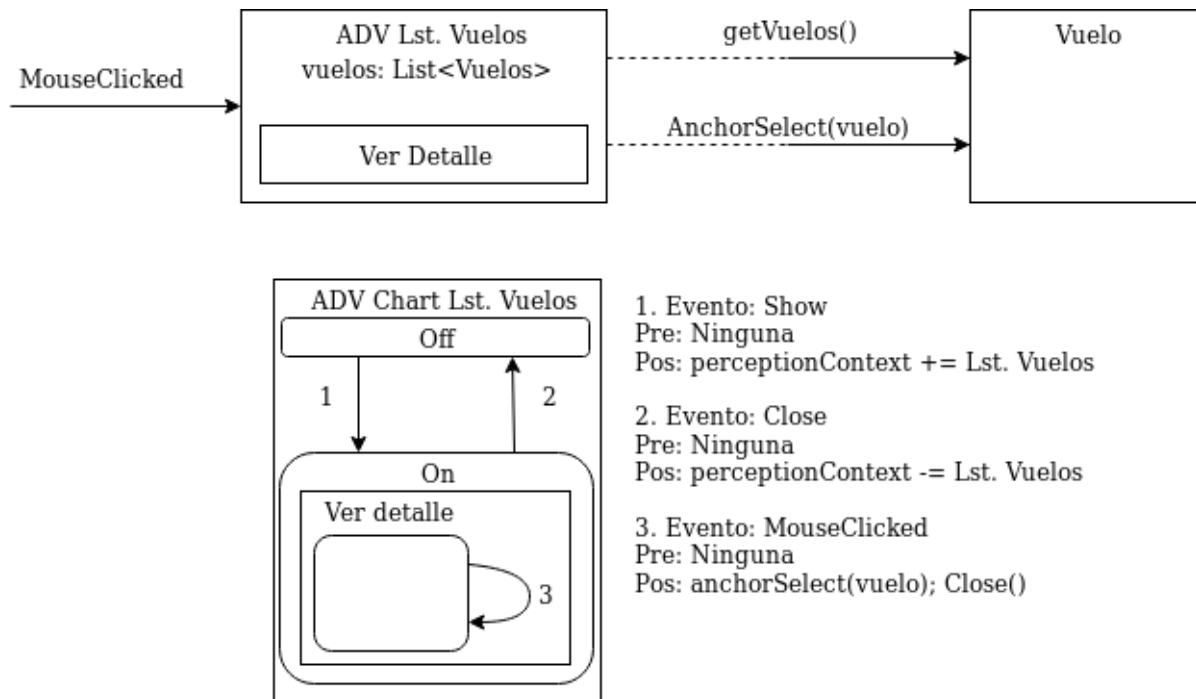 ADV Lst. Vuelos
vuelos: List<Vuelos>
MouseClicked
Ver Detalle
getVuelos()
AnchorSelect(vuelo)
Vuelo
ADV Chart Lst. Vuelos
Off
1
2
On
Ver detalle
3
1. Evento: Show
Pre: Ninguna
Pos: perceptionContext += Lst. Vuelos
2. Evento: Close
Pre: Ninguna
Pos: perceptionContext -= Lst. Vuelos
3. Evento: MouseClicked
Pre: Ninguna
Pos: anchorSelect(vuelo); Close()